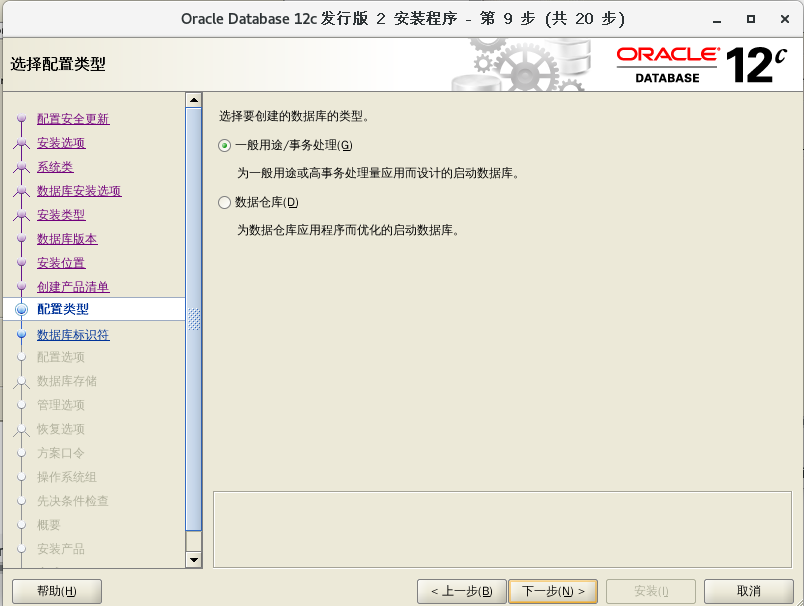 Oracle Database 12c 发行版 2 安装程序 - 第 9 步 (共 20 步)
选择配置类型
ORACLE
DATABASE
12c
配置安全更新
安装选项
系统类
数据库安装选项
安装类型
数据库版本
安装位置
创建产品清单
配置类型
数据库标识符
配置选项
数据库存储
管理选项
恢复选项
方案口令
操作系统组
先决条件检查
概要
安装产品
选择要创建的数据库的类型。
一般用途/事务处理(G)
为一般用途或高事务处理量应用而设计的启动数据库。
数据仓库(D)
为数据仓库应用程序而优化的启动数据库。
帮助(H)
< 上一步(B)
下一步(N) >
安装(I)
取消